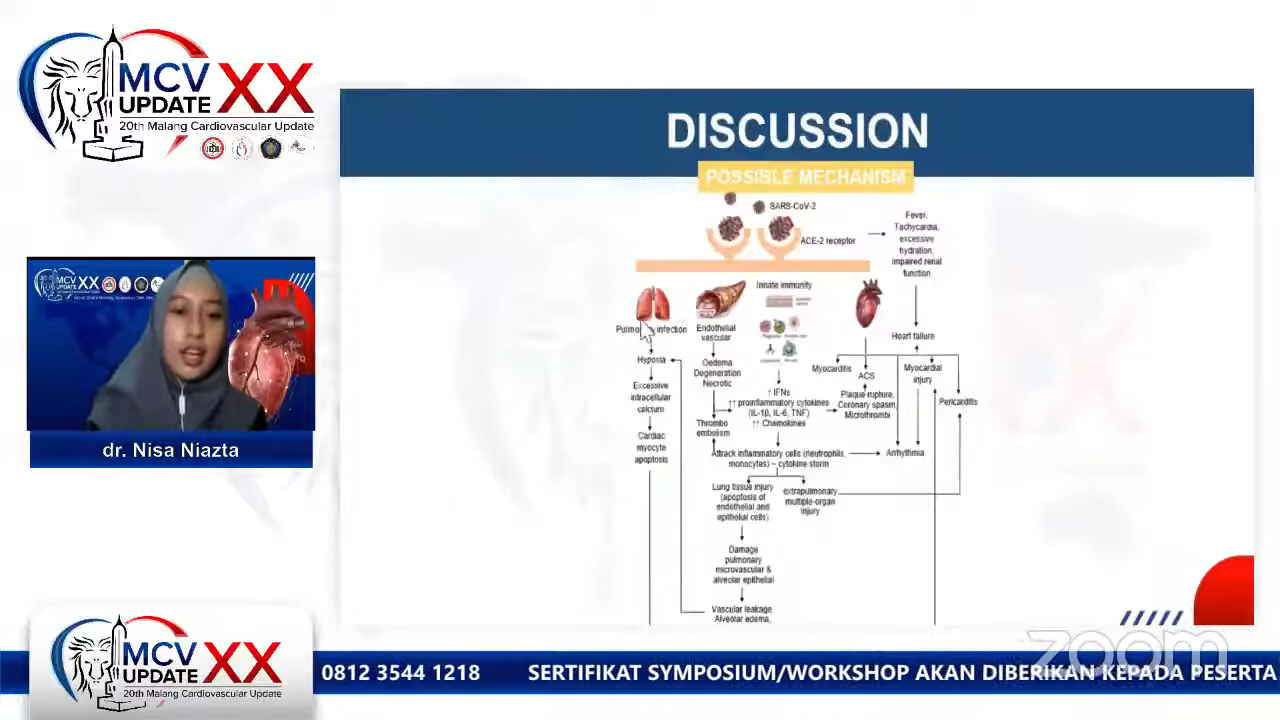 MCV
UPDATE
XX
20th Malang Cardiovascular Update
DISCUSSION
POSSIBLE MECHANISM
SARS-CoV-2
ACE-2 receptor
Fever,
Tachycardia,
excessive
hydration,
impaired renal
function
Innate immunity
Pulmonary infection
Endothelial
vascular
Heart failure
Hypoxia
Oedema
Degeneration
Necrotic
Myocarditis
ACS
Myocardial
injury
Excessive
intracellular
calcium
↑ IFNs
↑↑ proinflammatory cytokines
(IL-1β, IL-6, TNF)
↑↑ Chemokines
Plaque rupture,
Coronary spasm,
Microthrombi
Pericarditis
Thrombo
embolism
Cardiac
myocyte
apoptosis
Attrack inflammatory cells (neutrophils,
monocytes) – cytokine storm
Arrhythmia
Lung tissue injury
(apoptosis of
endothelial and
epithelial cells)
extrapulmonary
multiple-organ
injury
Damage
pulmonary
microvascular &
alveolar epithelial
Vascular leakage,
Alveolar edema,
MCV XX
UPDATE
dr. Nisa Niazta
zoom
MCV
UPDATE
XX
20th Malang Cardiovascular Update
0812 3544 1218 SERTIFIKAT SYMPOSIUM/WORKSHOP AKAN DIBERIKAN KEPADA PESERTA